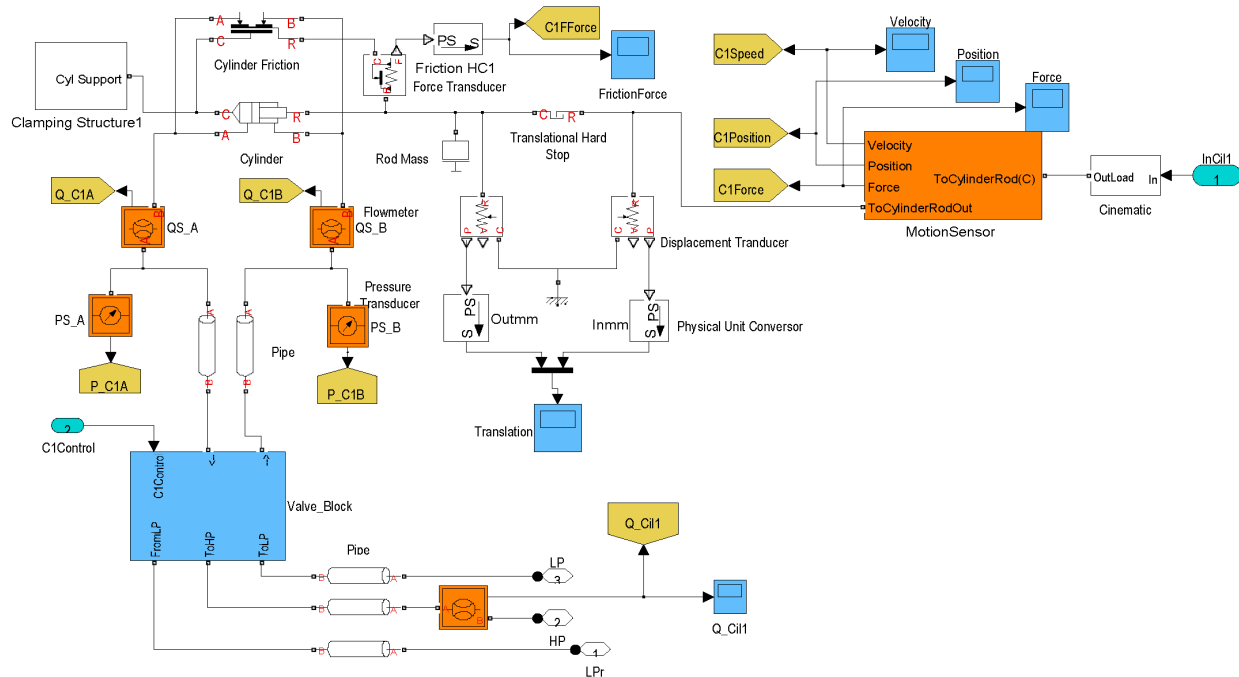 A
B
C
R
Cylinder Friction
Cyl Support
Clamping Structure1
C
F
R
PS
S
Friction HC1
Force Transducer
C1FForce
FrictionForce
C
R
A
B
Cylinder
Rod Mass
C
R
Translational Hard
Stop
C1Speed
Velocity
Position
Force
C1Position
C1Force
Velocity
Position
Force
ToCylinderRod(C)
ToCylinderRodOut
MotionSensor
OutLoad
In
Cinematic
InCil1
1
Q_C1A
B
A
QS_A
Q_C1B
B
A
Flowmeter
QS_B
R
P
A
C
R
C
A
P
Displacement Tranducer
PS_A
P_C1A
A
B
A
B
Pipe
Pressure
Transducer
PS_B
P_C1B
PS
S
Outmm
PS
S
Inmm
Physical Unit Conversor
Translation
2
C1Control
C1Control
<-
->
FromLP
ToHP
ToLP
Valve_Block
Pipe
B
A
LP
3
B
A
A
B
2
HP
B
A
1
LPr
Q_Cil1
Q_Cil1